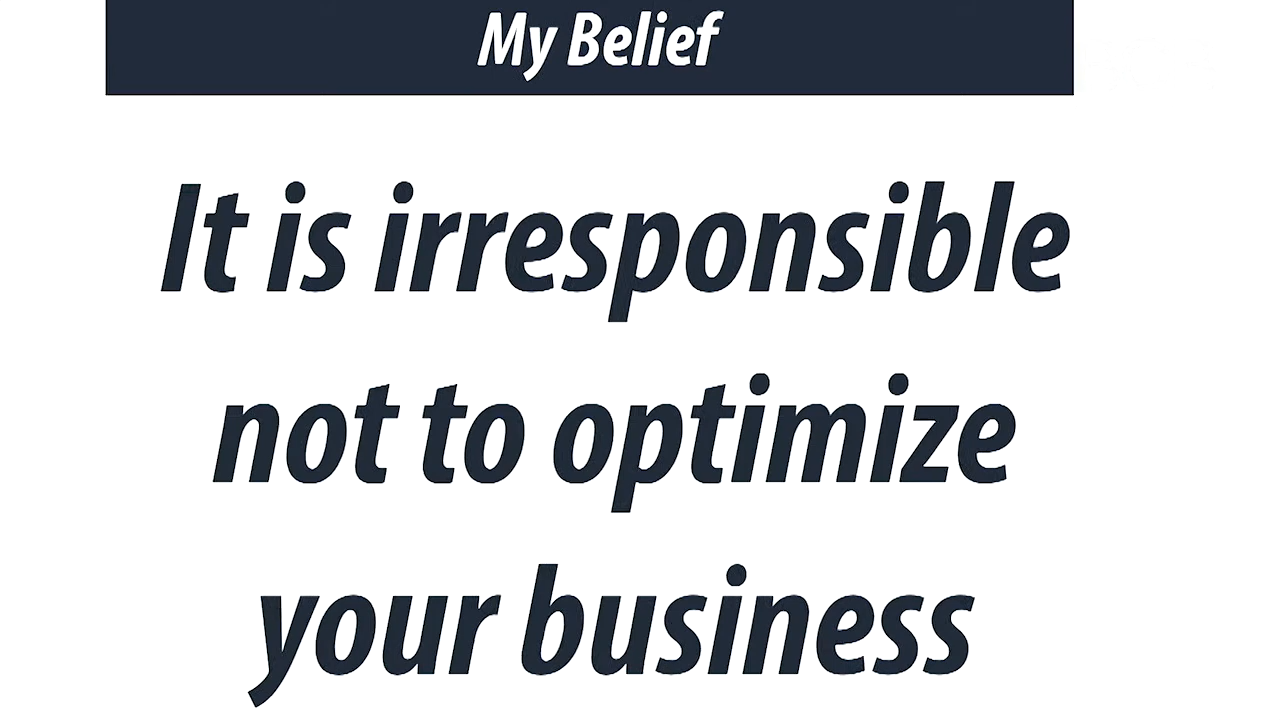 My Belief
It is irresponsible
not to optimize
your business